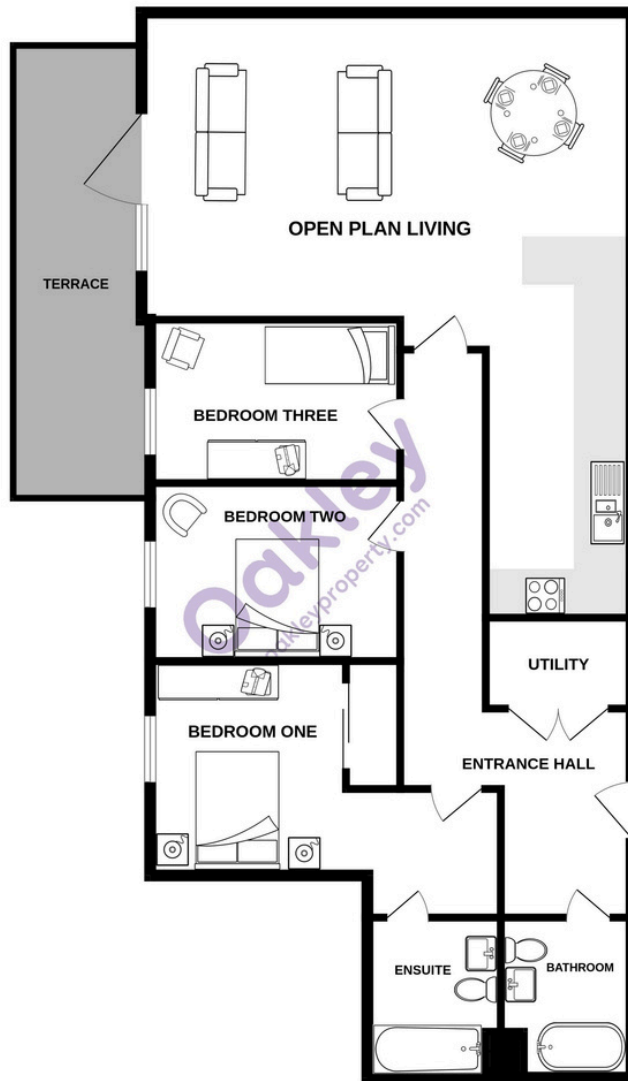 OPEN PLAN LIVING
TERRACE
BEDROOM THREE
BEDROOM TWO
Oakley
oakleyproperty.com
UTILITY
BEDROOM ONE
ENTRANCE HALL
ENSUITE
BATHROOM